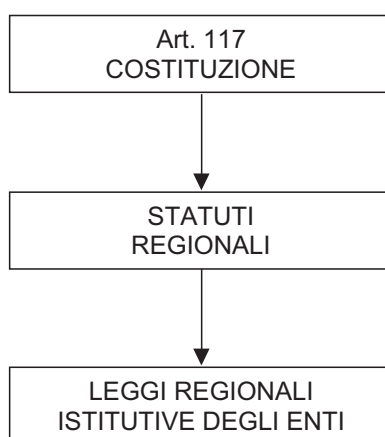 Art. 117
COSTITUZIONE
STATUTI
REGIONALI
LEGGI REGIONALI
ISTITUTIVE DEGLI ENTI